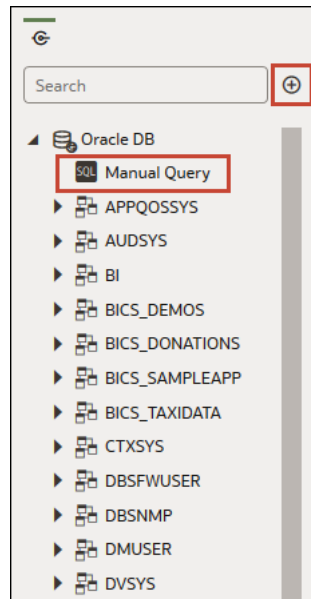 Search
Oracle DB
SQL Manual Query
APPQOSSYS
AUDSYS
BI
BICS_DEMOS
BICS_DONATIONS
BICS_SAMPLEAPP
BICS_TAXIDATA
CTXSYS
DBSFWUSER
DBSNMP
DMUSER
DVSYS